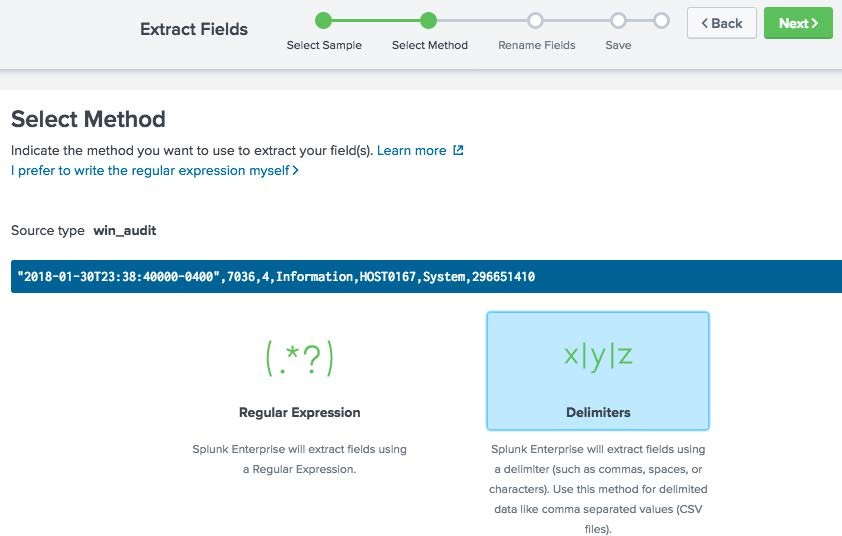 Extract Fields
Select Sample
Select Method
Rename Fields
Save
< Back
Next >
Select Method
Indicate the method you want to use to extract your field(s). Learn more
I prefer to write the regular expression myself >
Source type win_audit
"2018-01-30T23:38:40000-0400",7036,4,Information,HOST0167,System,296651410
(.*?)
x|y|z
Regular Expression
Delimiters
Splunk Enterprise will extract fields using
a Regular Expression.
Splunk Enterprise will extract fields using
a delimiter (such as commas, spaces, or
characters). Use this method for delimited
data like comma separated values (CSV
files).